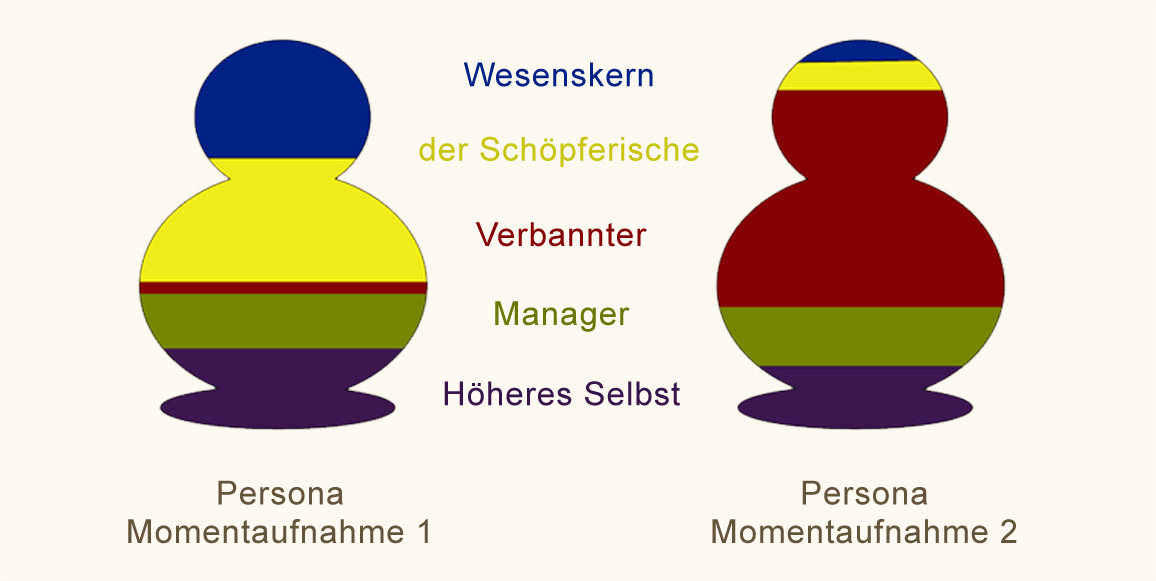 Wesenskern
der Schöpferische
Verbannter
Manager
Höheres Selbst
Persona
Momentaufnahme 1
Persona
Momentaufnahme 2